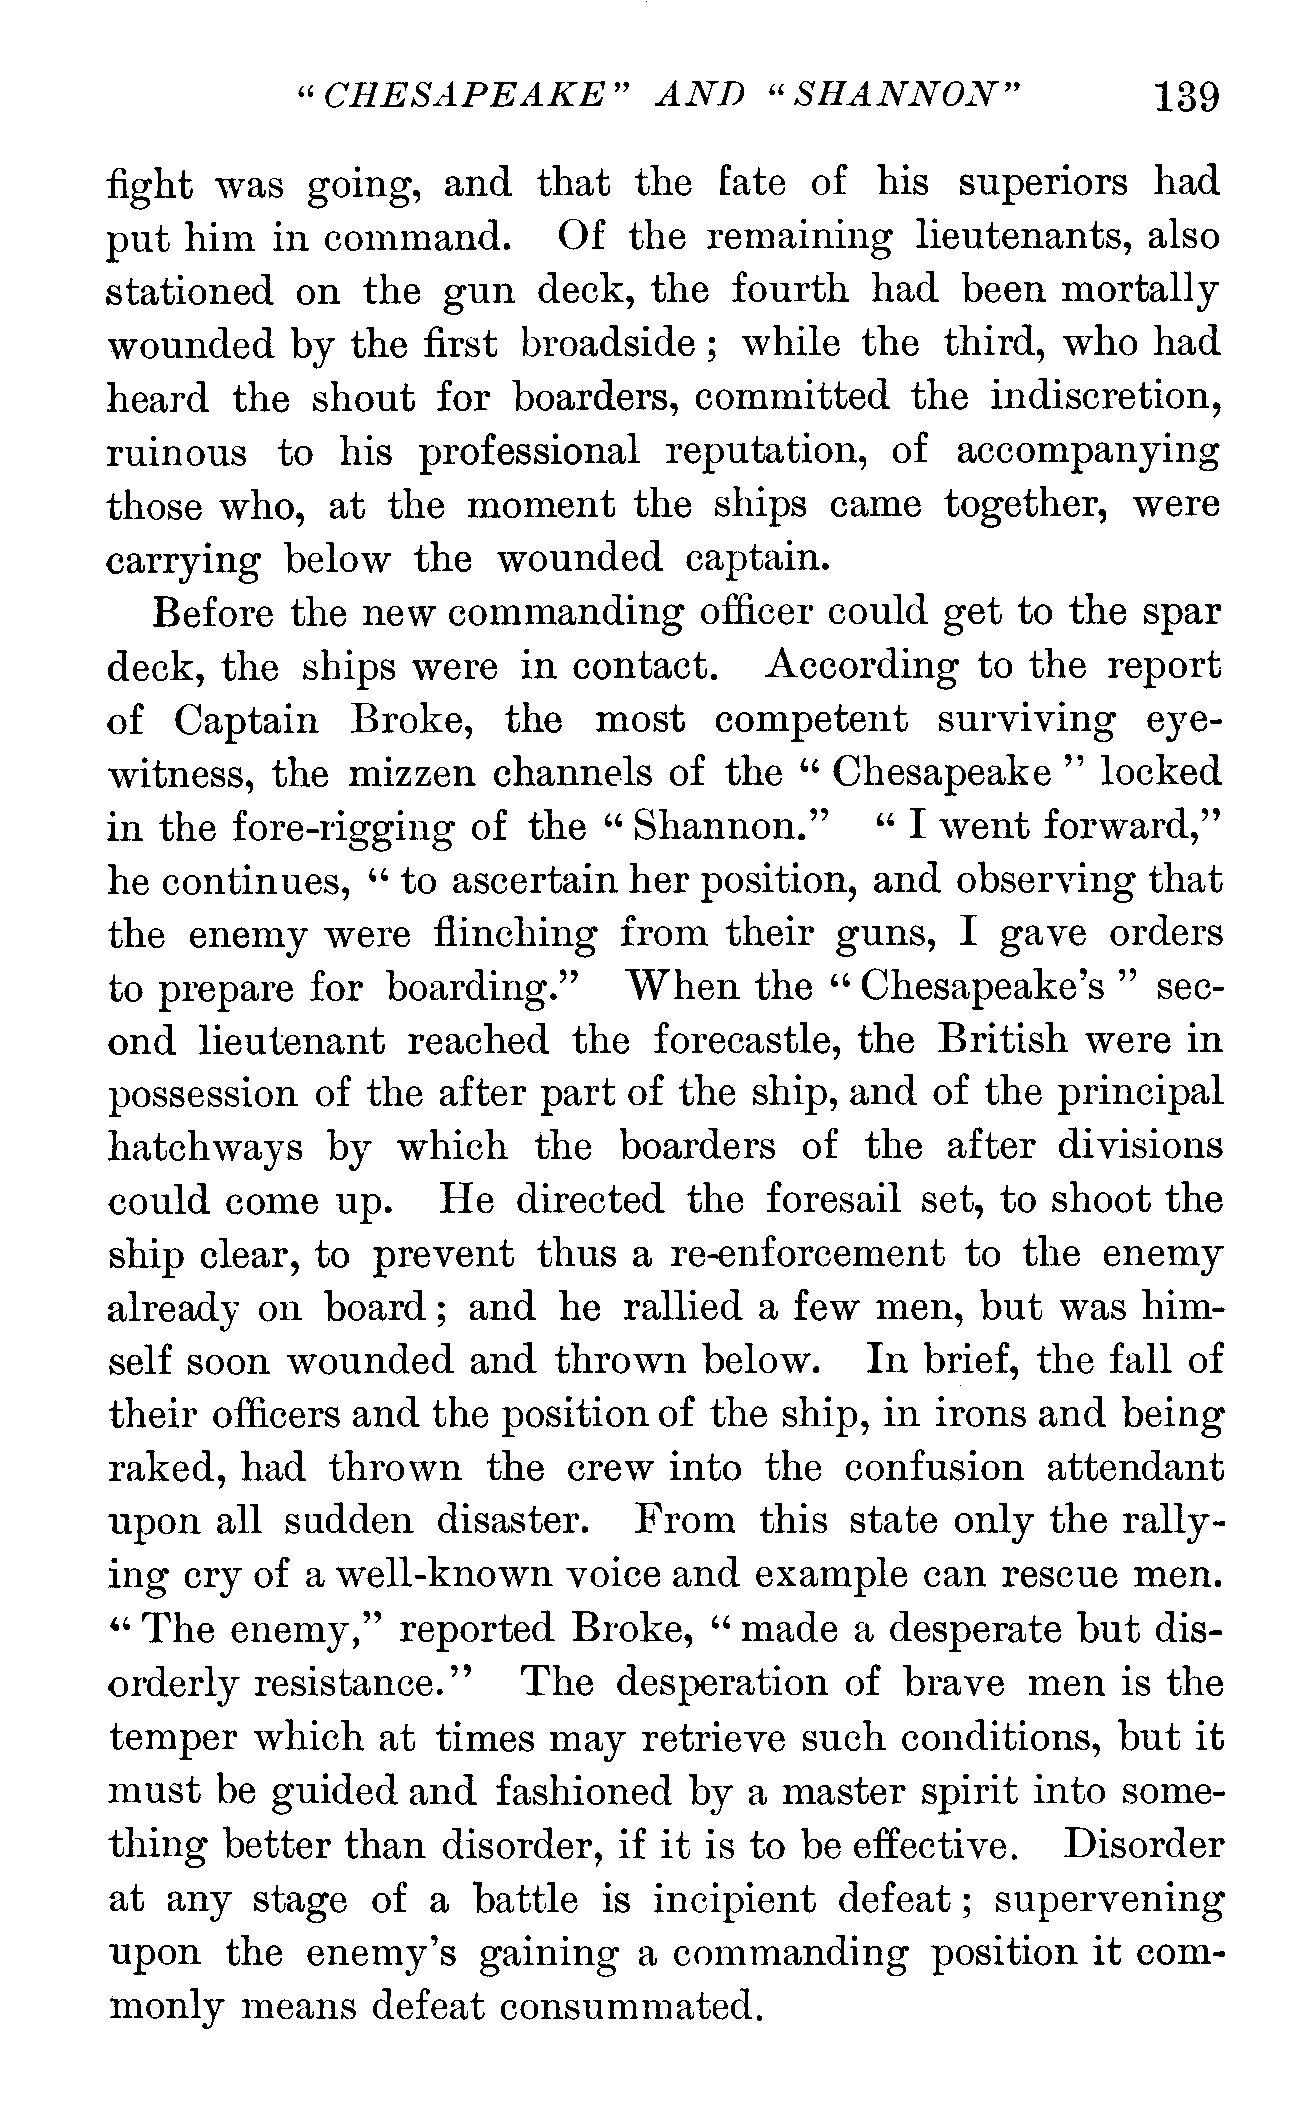 “CHESAPEAKE” AND “SHANNON” 139
fight was going, and that the fate of his superiors had
put him in command. Of the remaining lieutenants, also
stationed on the gun deck, the fourth had been mortally
wounded by the first broadside; while the third, who had
heard the shout for boarders, committed the indiscretion,
ruinous to his professional reputation, of accompanying
those who, at the moment the ships came together, were
carrying below the wounded captain.
Before the new commanding officer could get to the spar
deck, the ships were in contact. According to the report
of Captain Broke, the most competent surviving eye-
witness, the mizzen channels of the “Chesapeake” locked
in the fore-rigging of the “Shannon.” “I went forward,”
he continues, “to ascertain her position, and observing that
the enemy were flinching from their guns, I gave orders
to prepare for boarding.” When the “Chesapeake's” sec-
ond lieutenant reached the forecastle, the British were in
possession of the after part of the ship, and of the principal
hatchways by which the boarders of the after divisions
could come up. He directed the foresail set, to shoot the
ship clear, to prevent thus a re-enforcement to the enemy
already on board; and he rallied a few men, but was him-
self soon wounded and thrown below. In brief, the fall of
their officers and the position of the ship, in irons and being
raked, had thrown the crew into the confusion attendant
upon all sudden disaster. From this state only the rally-
ing cry of a well-known voice and example can rescue men.
“The enemy,” reported Broke, “made a desperate but dis-
orderly resistance.” The desperation of brave men is the
temper which at times may retrieve such conditions, but it
must be guided and fashioned by a master spirit into some-
thing better than disorder, if it is to be effective. Disorder
at any stage of a battle is incipient defeat; supervening
upon the enemy's gaining a commanding position it com-
monly means defeat consummated.